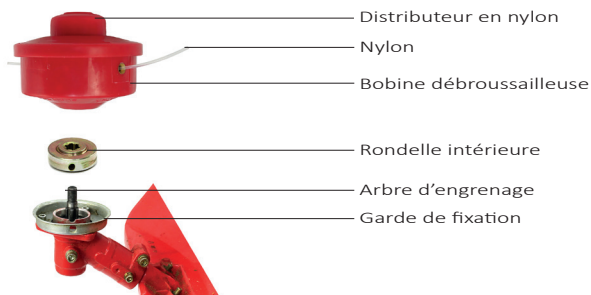 Distributeur en nylon
Nylon
Bobine débroussailleuse
Rondelle intérieure
Arbre d’engrenage
Garde de fixation